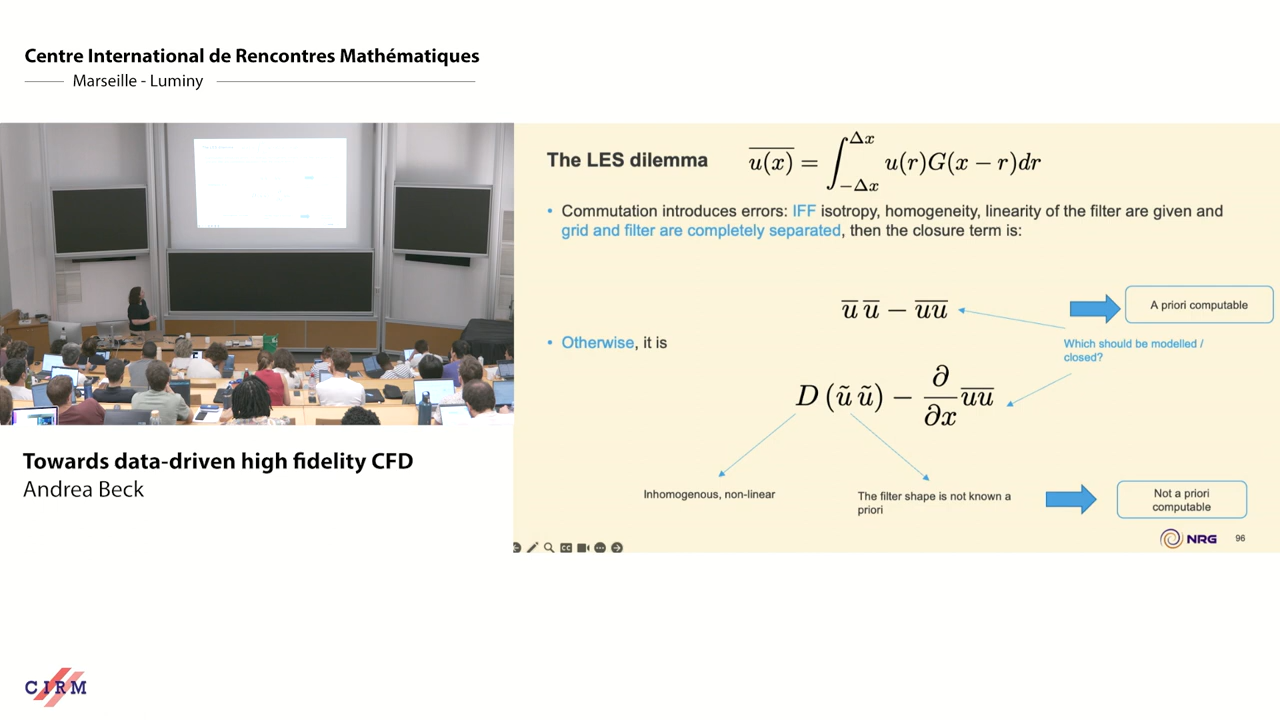 Centre International de Rencontres Mathématiques
Marseille - Luminy
The LES dilemma
\overline{u(x)} = \int_{-\Delta x}^{\Delta x} u(r)G(x − r)dr
• Commutation introduces errors: IFF isotropy, homogeneity, linearity of the filter are given and
grid and filter are completely separated, then the closure term is:
\overline{u}\,\overline{u} − \overline{uu}
A priori computable
Which should be modelled /
closed?
• Otherwise, it is
D(\tilde{u}\,\tilde{u}) − \frac{\partial}{\partial x}\overline{uu}
Inhomogenous, non-linear
The filter shape is not known a
priori
Not a priori
computable
NRG
96
Towards data-driven high fidelity CFD
Andrea Beck
CIRM